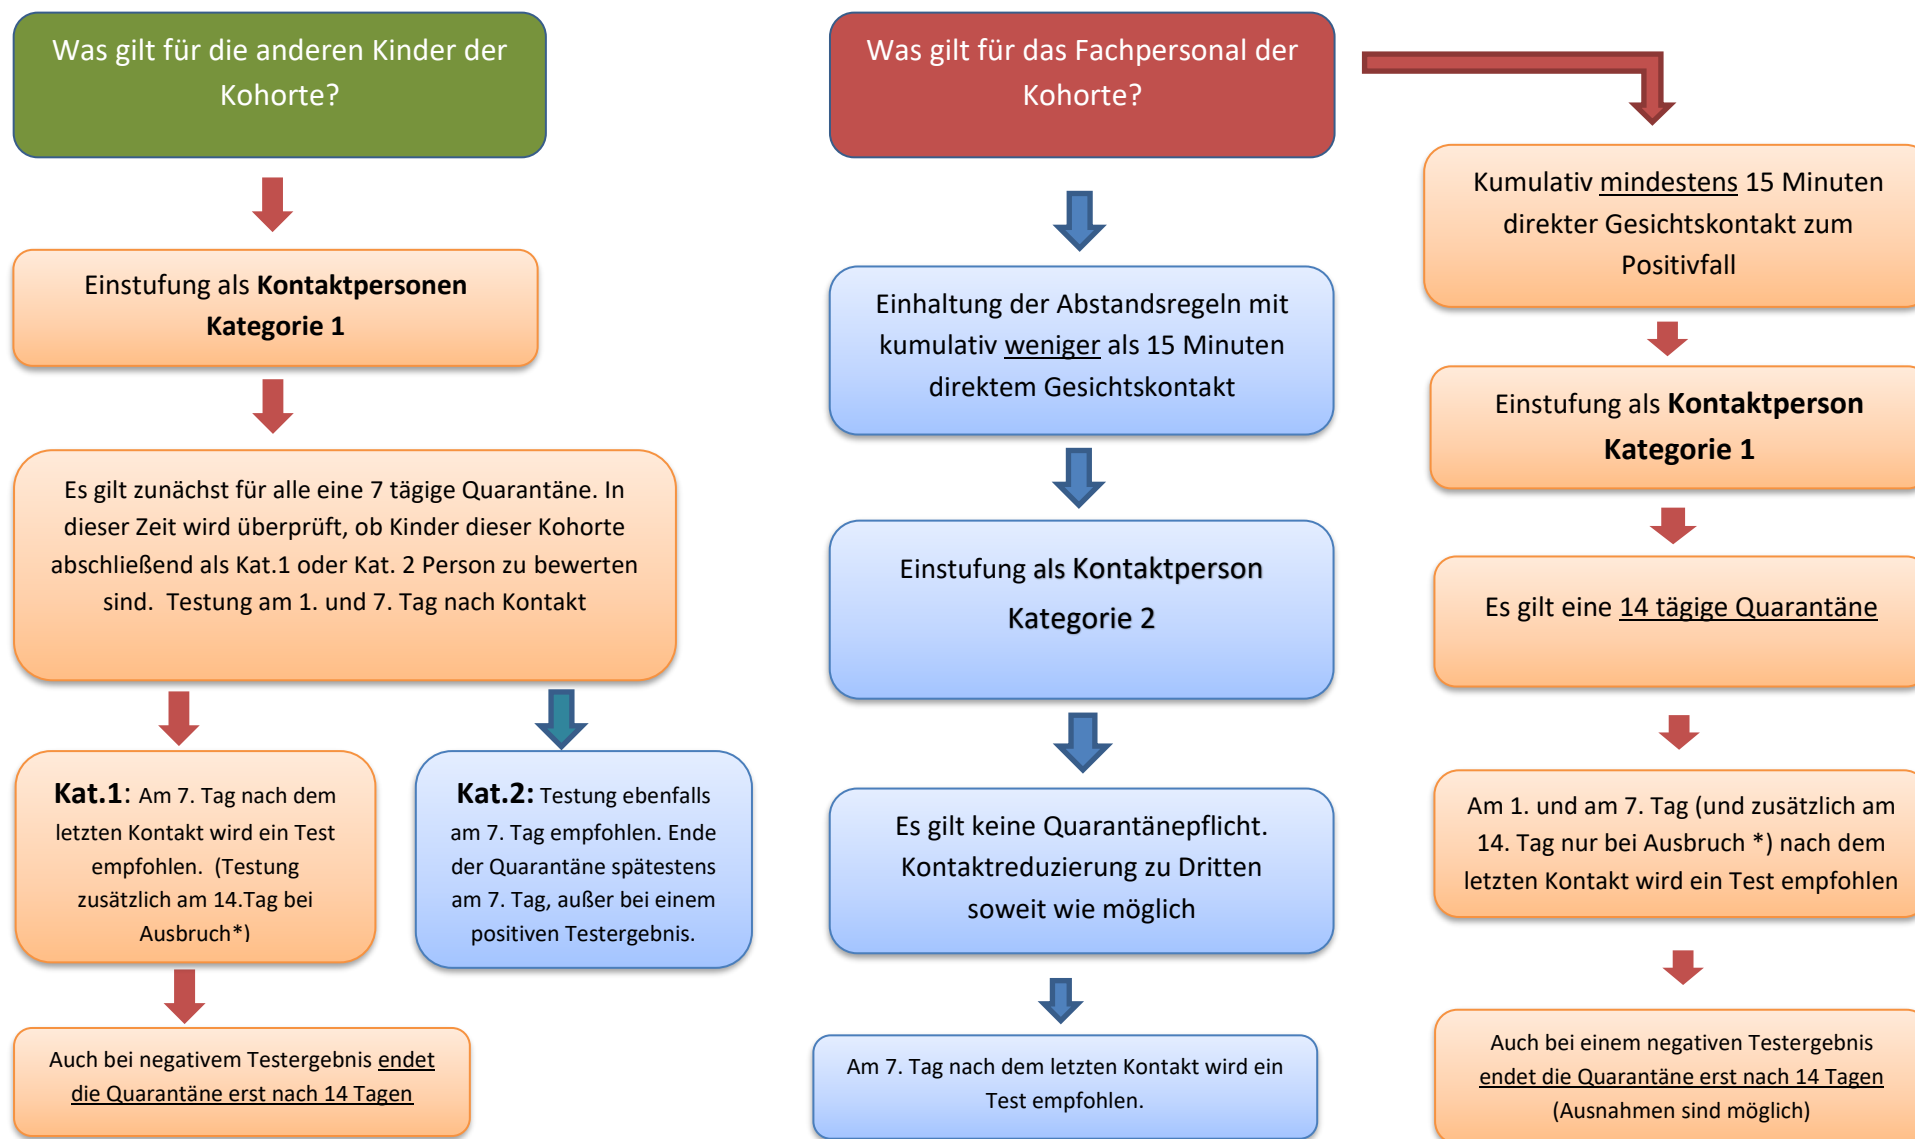 Was gilt für die anderen Kinder der
Kohorte?
Einstufung als Kontaktpersonen
Kategorie 1
Es gilt zunächst für alle eine 7 tägige Quarantäne. In
dieser Zeit wird überprüft, ob Kinder dieser Kohorte
abschließend als Kat.1 oder Kat. 2 Person zu bewerten
sind. Testung am 1. und 7. Tag nach Kontakt
Kat.1: Am 7. Tag nach dem
letzten Kontakt wird ein Test
empfohlen. (Testung
zusätzlich am 14.Tag bei
Ausbruch*)
Kat.2: Testung ebenfalls
am 7. Tag empfohlen. Ende
der Quarantäne spätestens
am 7. Tag, außer bei einem
positiven Testergebnis.
Auch bei negativem Testergebnis endet
die Quarantäne erst nach 14 Tagen
Was gilt für das Fachpersonal der
Kohorte?
Einhaltung der Abstandsregeln mit
kumulativ weniger als 15 Minuten
direktem Gesichtskontakt
Einstufung als Kontaktperson
Kategorie 2
Es gilt keine Quarantänepflicht.
Kontaktreduzierung zu Dritten
soweit wie möglich
Am 7. Tag nach dem letzten Kontakt wird ein
Test empfohlen.
Kumulativ mindestens 15 Minuten
direkter Gesichtskontakt zum
Positivfall
Einstufung als Kontaktperson
Kategorie 1
Es gilt eine 14 tägige Quarantäne
Am 1. und am 7. Tag (und zusätzlich am
14. Tag nur bei Ausbruch *) nach dem
letzten Kontakt wird ein Test empfohlen
Auch bei einem negativen Testergebnis
endet die Quarantäne erst nach 14 Tagen
(Ausnahmen sind möglich)